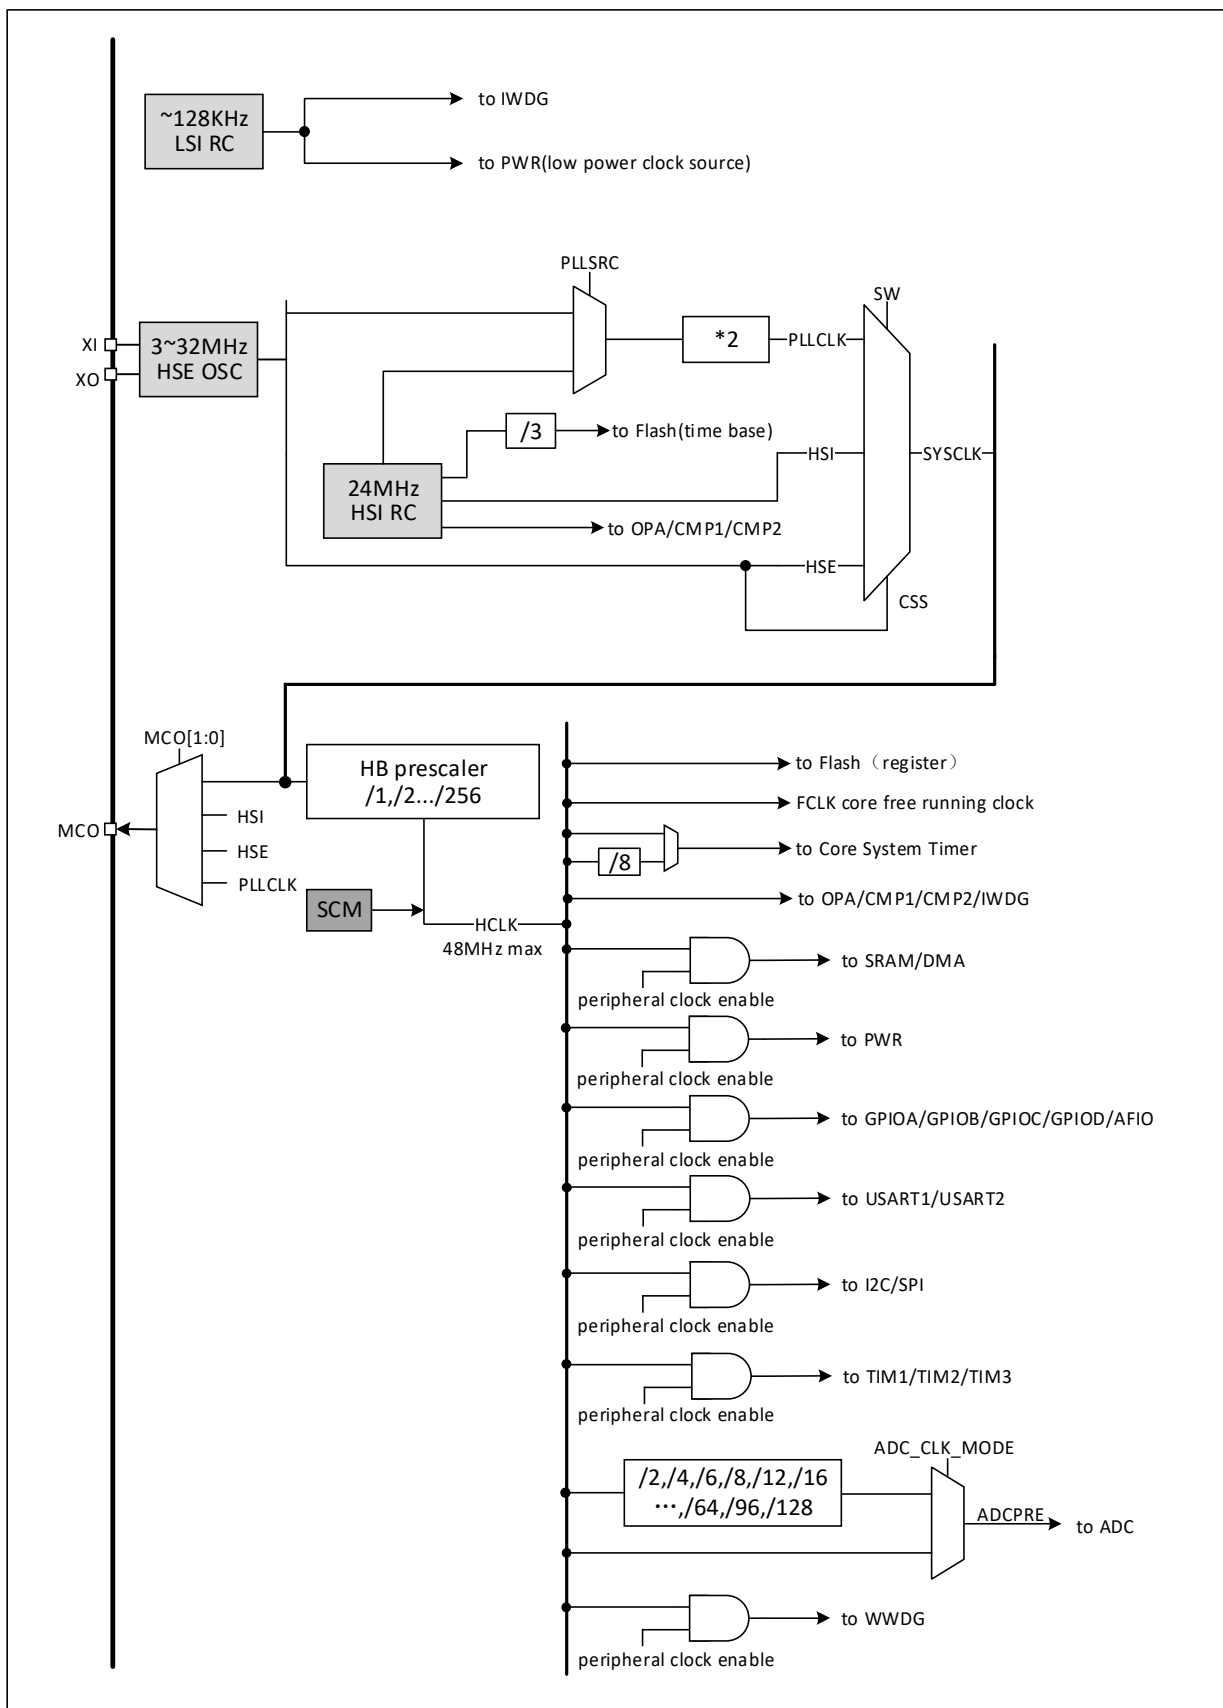 ~128KHz
LSI RC
to IWDG
to PWR(low power clock source)
PLLSRC
SW
XI
XO
3~32MHz
HSE OSC
*2
PLLCLK
/3
to Flash(time base)
HSI
SYSCLK
24MHz
HSI RC
to OPA/CMP1/CMP2
HSE
CSS
MCO[1:0]
HB prescaler
/1,/2.../256
HSI
HSE
PLLCLK
MCO
SCM
HCLK
48MHz max
to Flash（register）
FCLK core free running clock
/8
to Core System Timer
to OPA/CMP1/CMP2/IWDG
to SRAM/DMA
peripheral clock enable
to PWR
peripheral clock enable
to GPIOA/GPIOB/GPIOC/GPIOD/AFIO
peripheral clock enable
to USART1/USART2
peripheral clock enable
to I2C/SPI
peripheral clock enable
to TIM1/TIM2/TIM3
peripheral clock enable
ADC_CLK_MODE
/2,/4,/6,/8,/12,/16
…,/64,/96,/128
ADCPRE
to ADC
to WWDG
peripheral clock enable